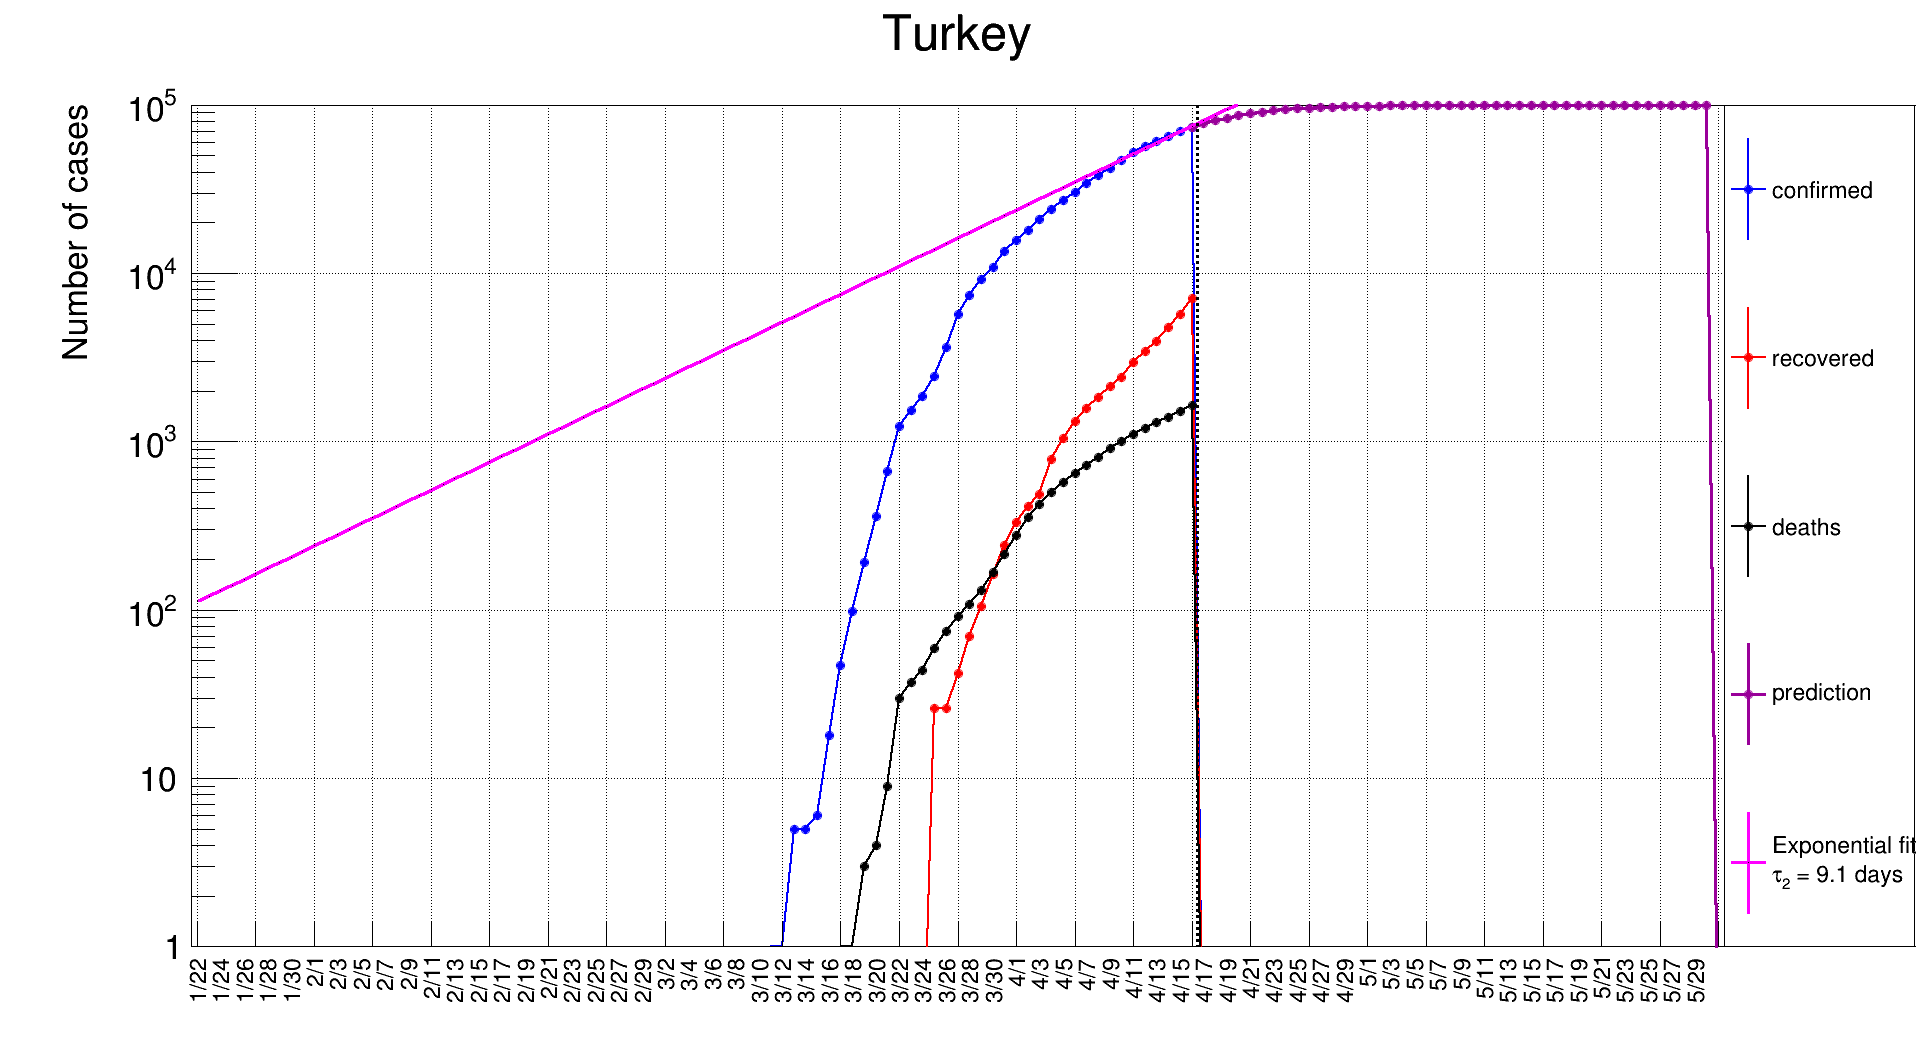 Turkey
Number of cases
10^5
10^4
10^3
10^2
10
1
1/22 1/24 1/26 1/28 1/30 2/1 2/3 2/5 2/7 2/9 2/11 2/13 2/15 2/17 2/19 2/21 2/23 2/25 2/27 2/29 3/2 3/4 3/6 3/8 3/10 3/12 3/14 3/16 3/18 3/20 3/22 3/24 3/26 3/28 3/30 4/1 4/3 4/5 4/7 4/9 4/11 4/13 4/15 4/17 4/19 4/21 4/23 4/25 4/27 4/29 5/1 5/3 5/5 5/7 5/9 5/11 5/13 5/15 5/17 5/19 5/21 5/23 5/25 5/27 5/29
confirmed
recovered
deaths
prediction
Exponential fit
τ_2 = 9.1 days